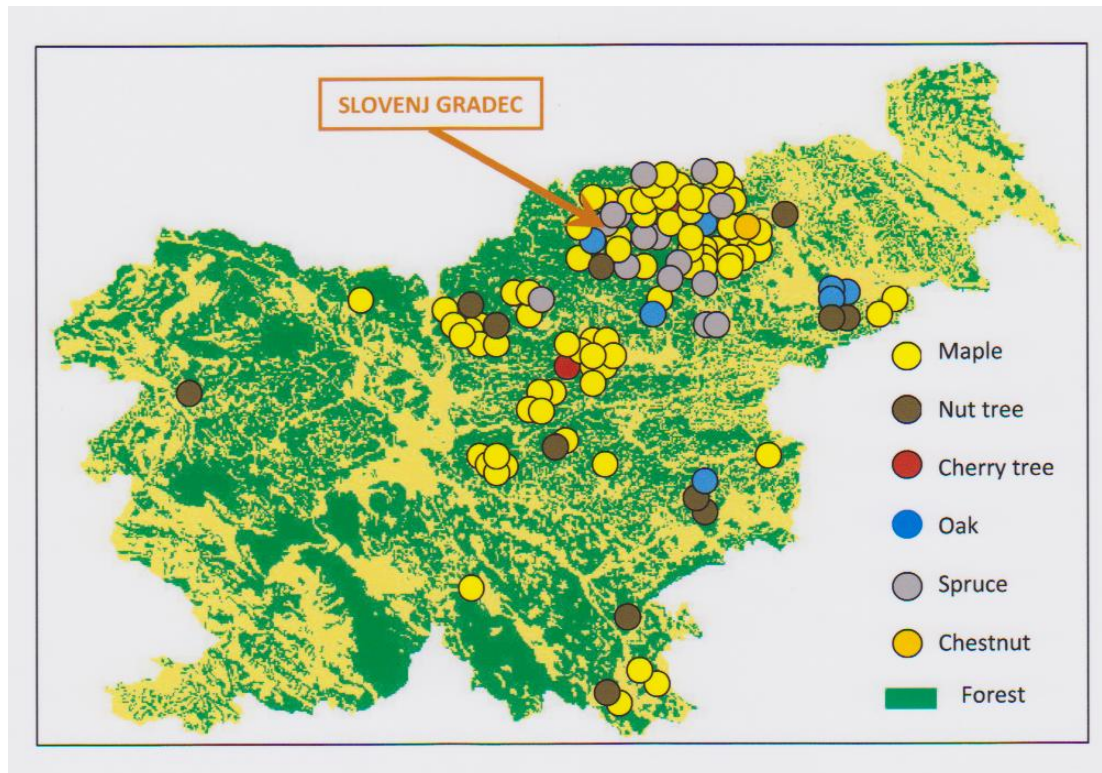 SLOVENJ GRADEC
Maple
Nut tree
Cherry tree
Oak
Spruce
Chestnut
Forest